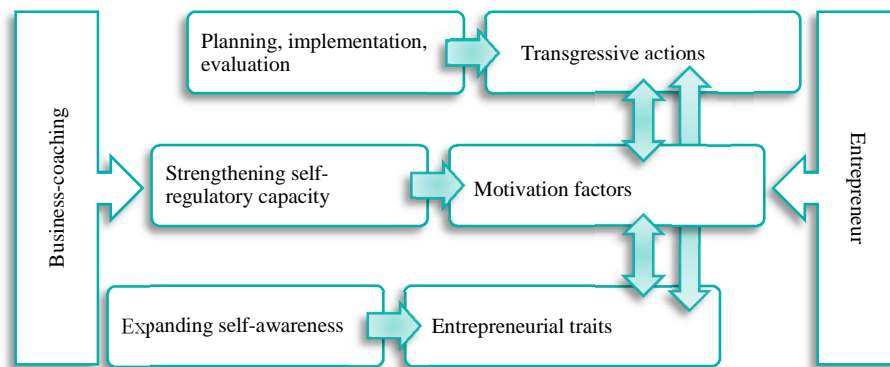 Business-coaching
Planning, implementation,
evaluation
Transgressive actions
Strengthening self-
regulatory capacity
Motivation factors
Expanding self-awareness
Entrepreneurial traits
Entrepreneur